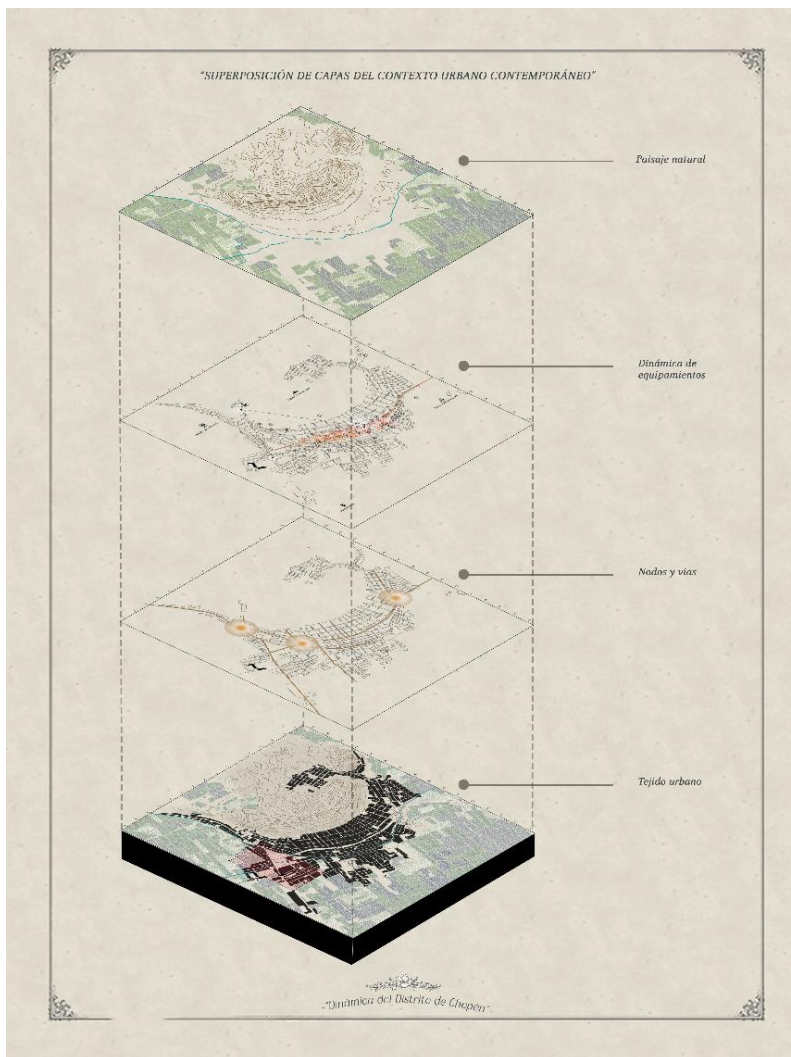 "SUPERPOSICIÓN DE CAPAS DEL CONTEXTO URBANO CONTEMPORÁNEO"
Paisaje natural
Dinámica de
equipamientos
Nodos y vías
Tejido urbano
"Dinámica del Distrito de Chepén".